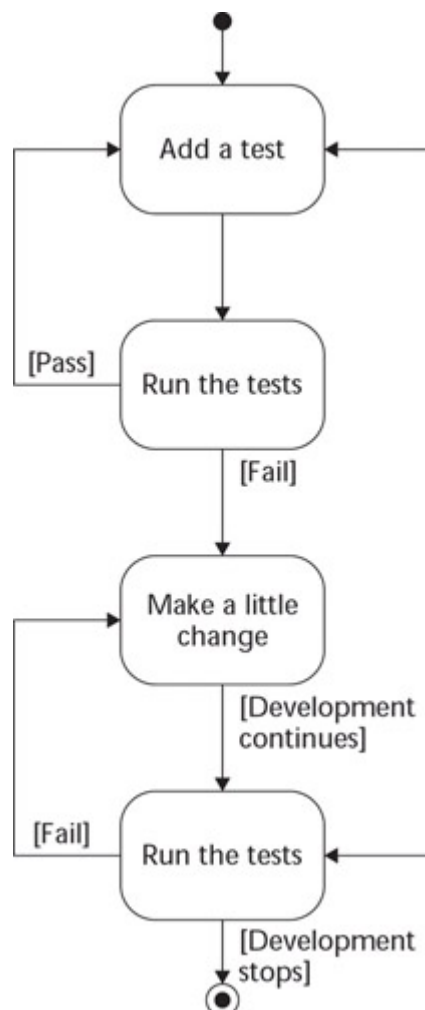 Add a test
[Pass]
Run the tests
[Fail]
Make a little
change
[Development
continues]
[Fail]
Run the tests
[Development
stops]